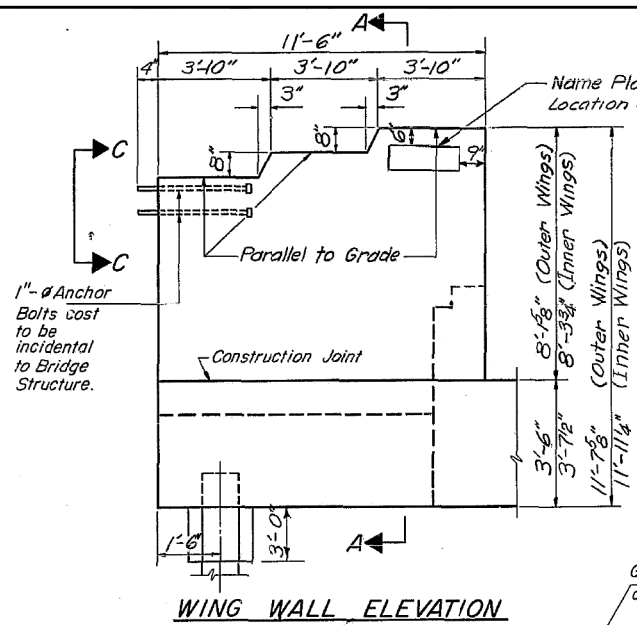 A
11'-6"
4" 3'-10" 3'-10" 3'-10"
3" 3"
Name Pla
Location
8" 8" 6" 9"
C
C
Parallel to Grade
1"-ø Anchor
Bolts cost
to be
incidental
to Bridge
Structure.
Construction Joint
8'-1⅝" (Outer Wings)
8'-3¾" (Inner Wings)
3'-6"
3'-7½"
11'-7⅝" (Outer Wings)
11'-11¼" (Inner Wings)
1'-6"
3'-0"
A
WING WALL ELEVATION